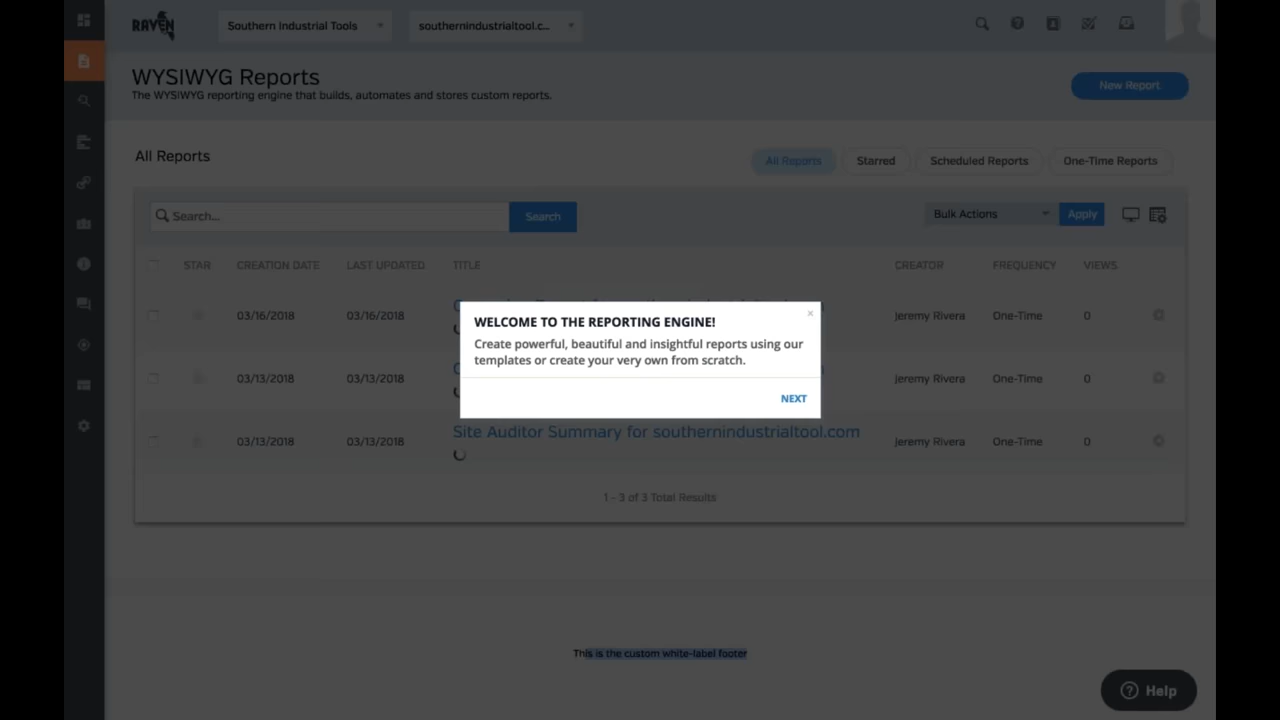 RAVEN
Southern Industrial Tools
southernindustrialtool.c...
WYSIWYG Reports
The WYSIWYG reporting engine that builds, automates and stores custom reports.
New Report
All Reports
All Reports
Starred
Scheduled Reports
One-Time Reports
Search...
Search
Bulk Actions
Apply
STAR CREATION DATE LAST UPDATED TITLE CREATOR FREQUENCY VIEWS
03/16/2018 03/16/2018 Jeremy Rivera One-Time 0
WELCOME TO THE REPORTING ENGINE!
Create powerful, beautiful and insightful reports using our
templates or create your very own from scratch.
NEXT
03/13/2018 03/13/2018 Jeremy Rivera One-Time 0
03/13/2018 03/13/2018 Site Auditor Summary for southernindustrialtool.com Jeremy Rivera One-Time 0
1 - 3 of 3 Total Results
This is the custom white-label footer
Help